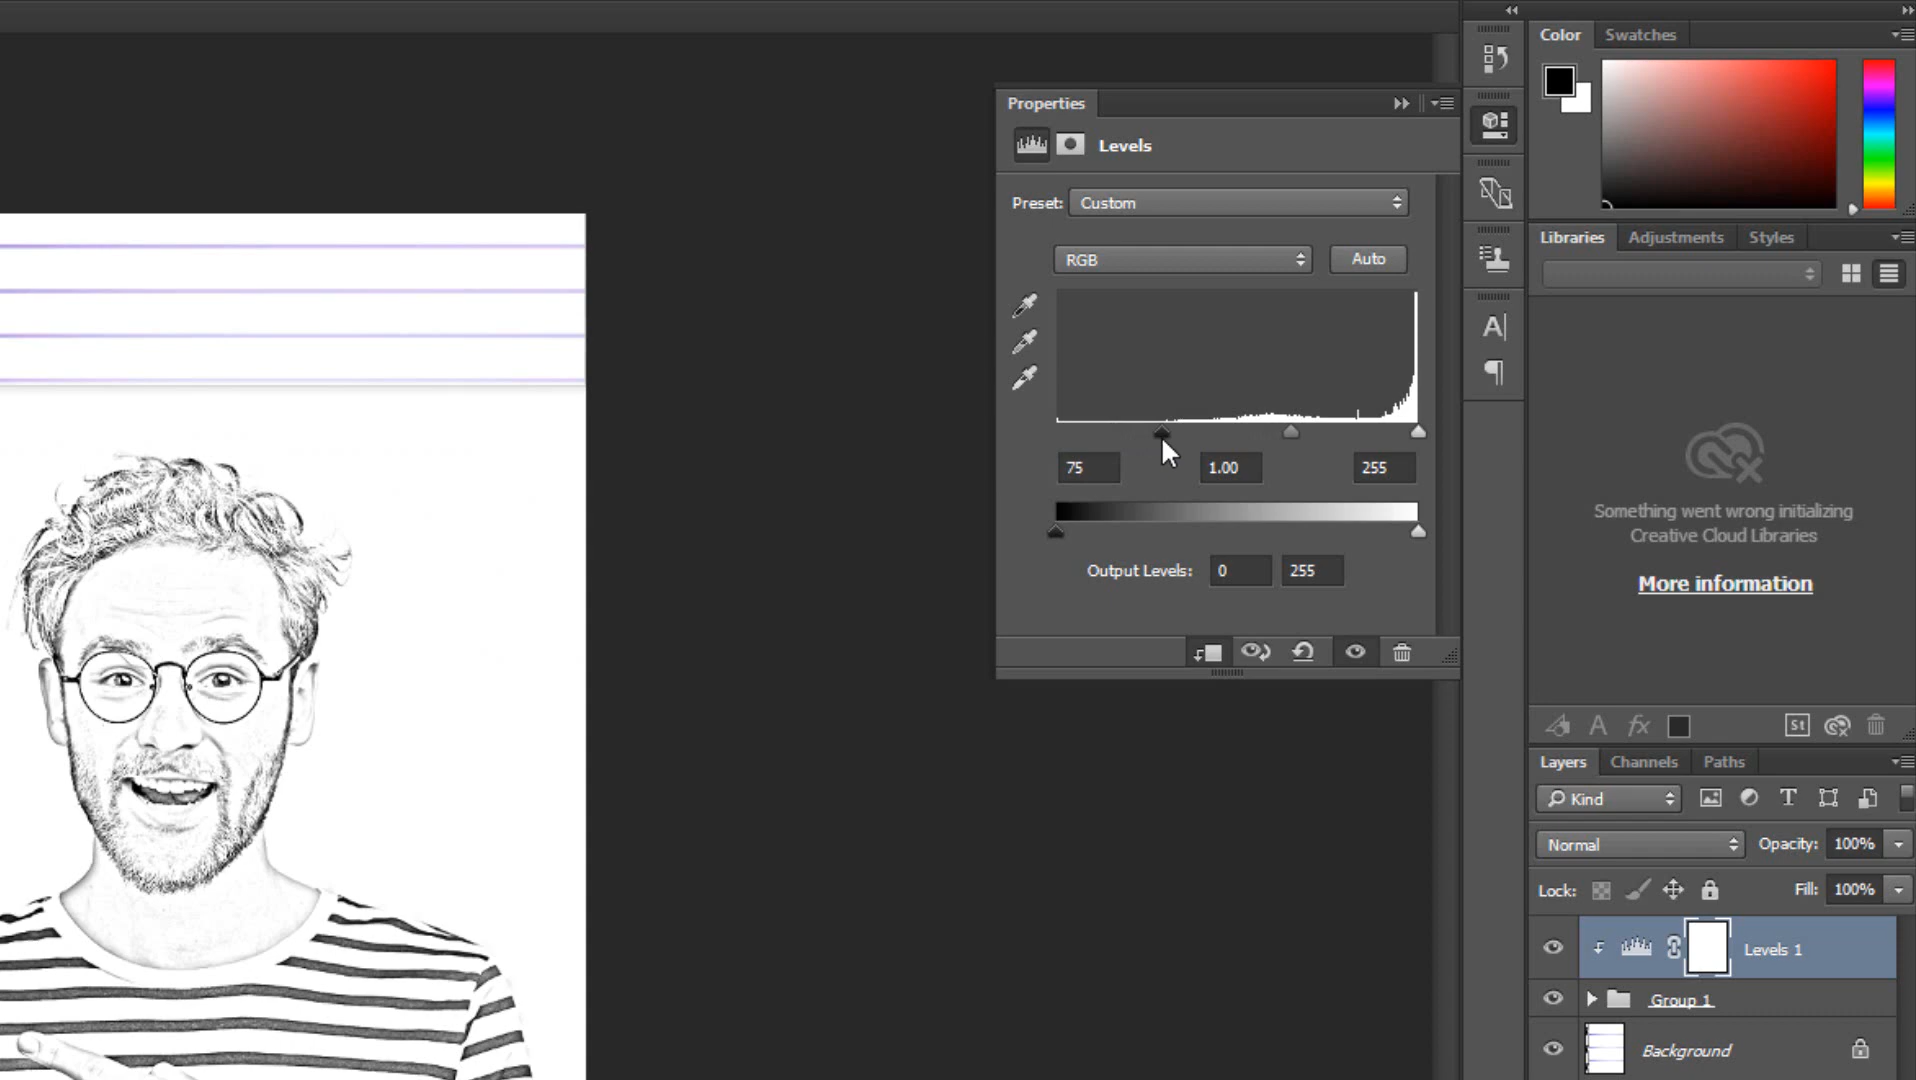 Color Swatches
Properties
Levels
Preset: Custom
RGB Auto
75 1.00 255
Output Levels: 0 255
Libraries Adjustments Styles
Something went wrong initializing
Creative Cloud Libraries
More information
St
Layers Channels Paths
Kind
Normal Opacity: 100%
Lock: Fill: 100%
Levels 1
Group 1
Background